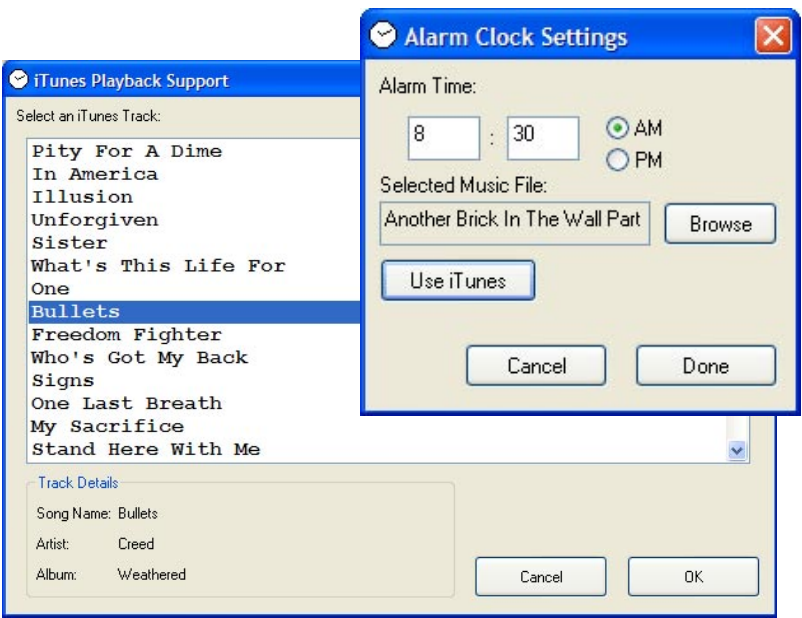 Alarm Clock Settings
Alarm Time:
8 : 30 AM
PM
Selected Music File:
Another Brick In The Wall Part Browse
Use iTunes
Cancel Done
iTunes Playback Support
Select an iTunes Track:
Pity For A Dime
In America
Illusion
Unforgiven
Sister
What's This Life For
One
Bullets
Freedom Fighter
Who's Got My Back
Signs
One Last Breath
My Sacrifice
Stand Here With Me
Track Details
Song Name: Bullets
Artist: Creed
Album: Weathered
Cancel OK